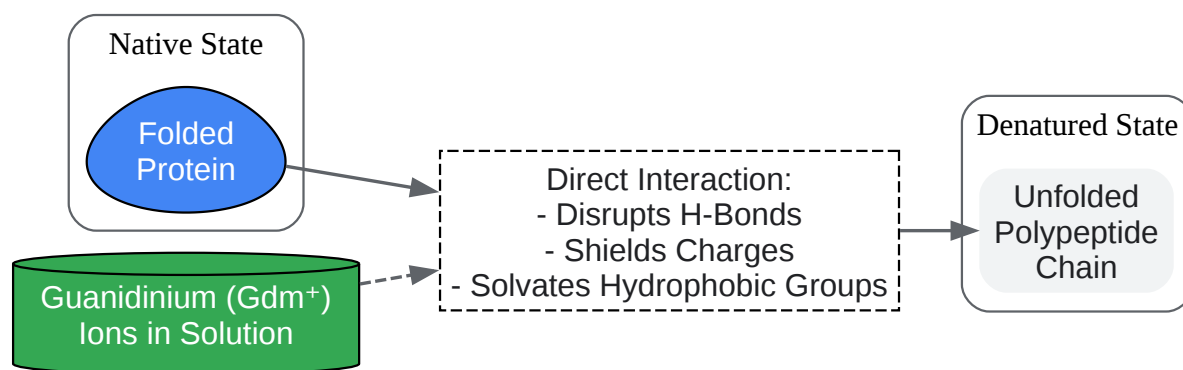 Native State
Folded
Protein
Guanidinium (Gdm⁺)
Ions in Solution
Direct Interaction:
- Disrupts H-Bonds
- Shields Charges
- Solvates Hydrophobic Groups
Denatured State
Unfolded
Polypeptide
Chain